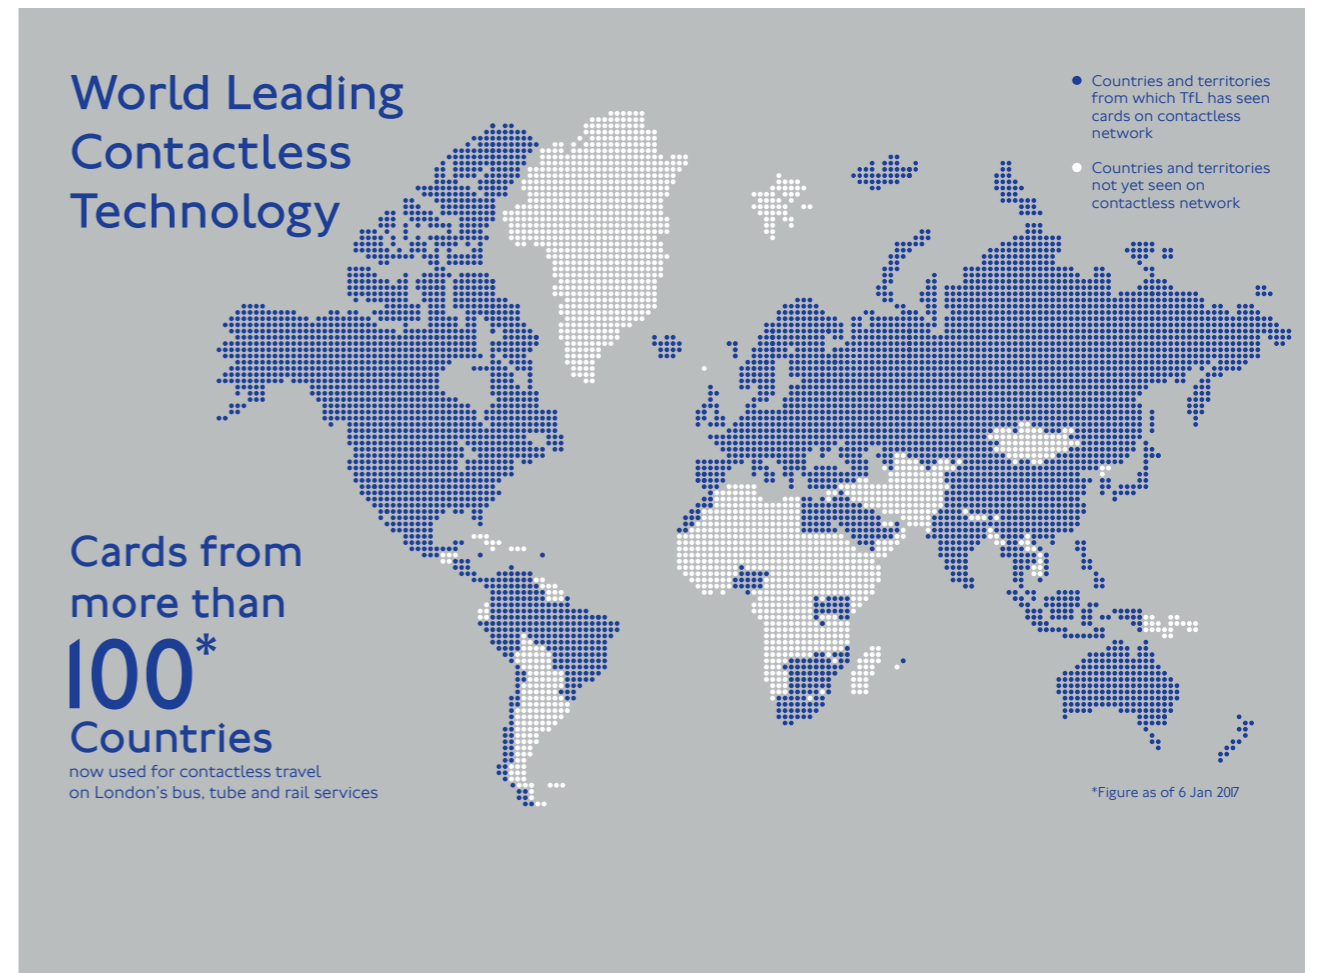 World Leading
Contactless
Technology
Countries and territories
from which TfL has seen
cards on contactless
network
Countries and territories
not yet seen on
contactless network
Cards from
more than
100*
Countries
now used for contactless travel
on London's bus, tube and rail services
*Figure as of 6 Jan 2017